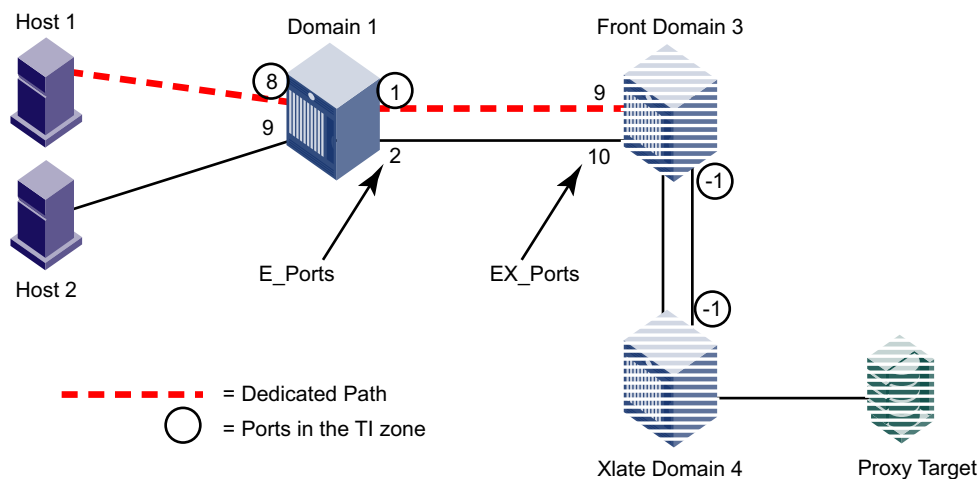 Host 1
Domain 1
Front Domain 3
8
1
9
9
2
10
-1
E_Ports
EX_Ports
Host 2
-1
= Dedicated Path
= Ports in the TI zone
Xlate Domain 4
Proxy Target